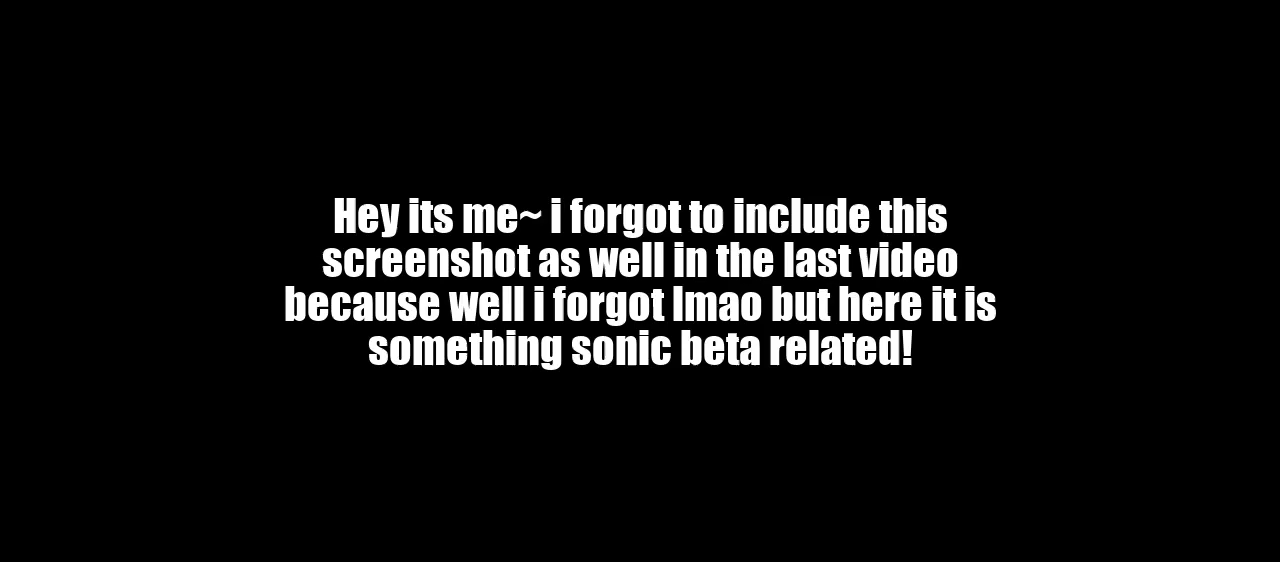 Hey its me~ i forgot to include this
screenshot as well in the last video
because well i forgot lmao but here it is
something sonic beta related!